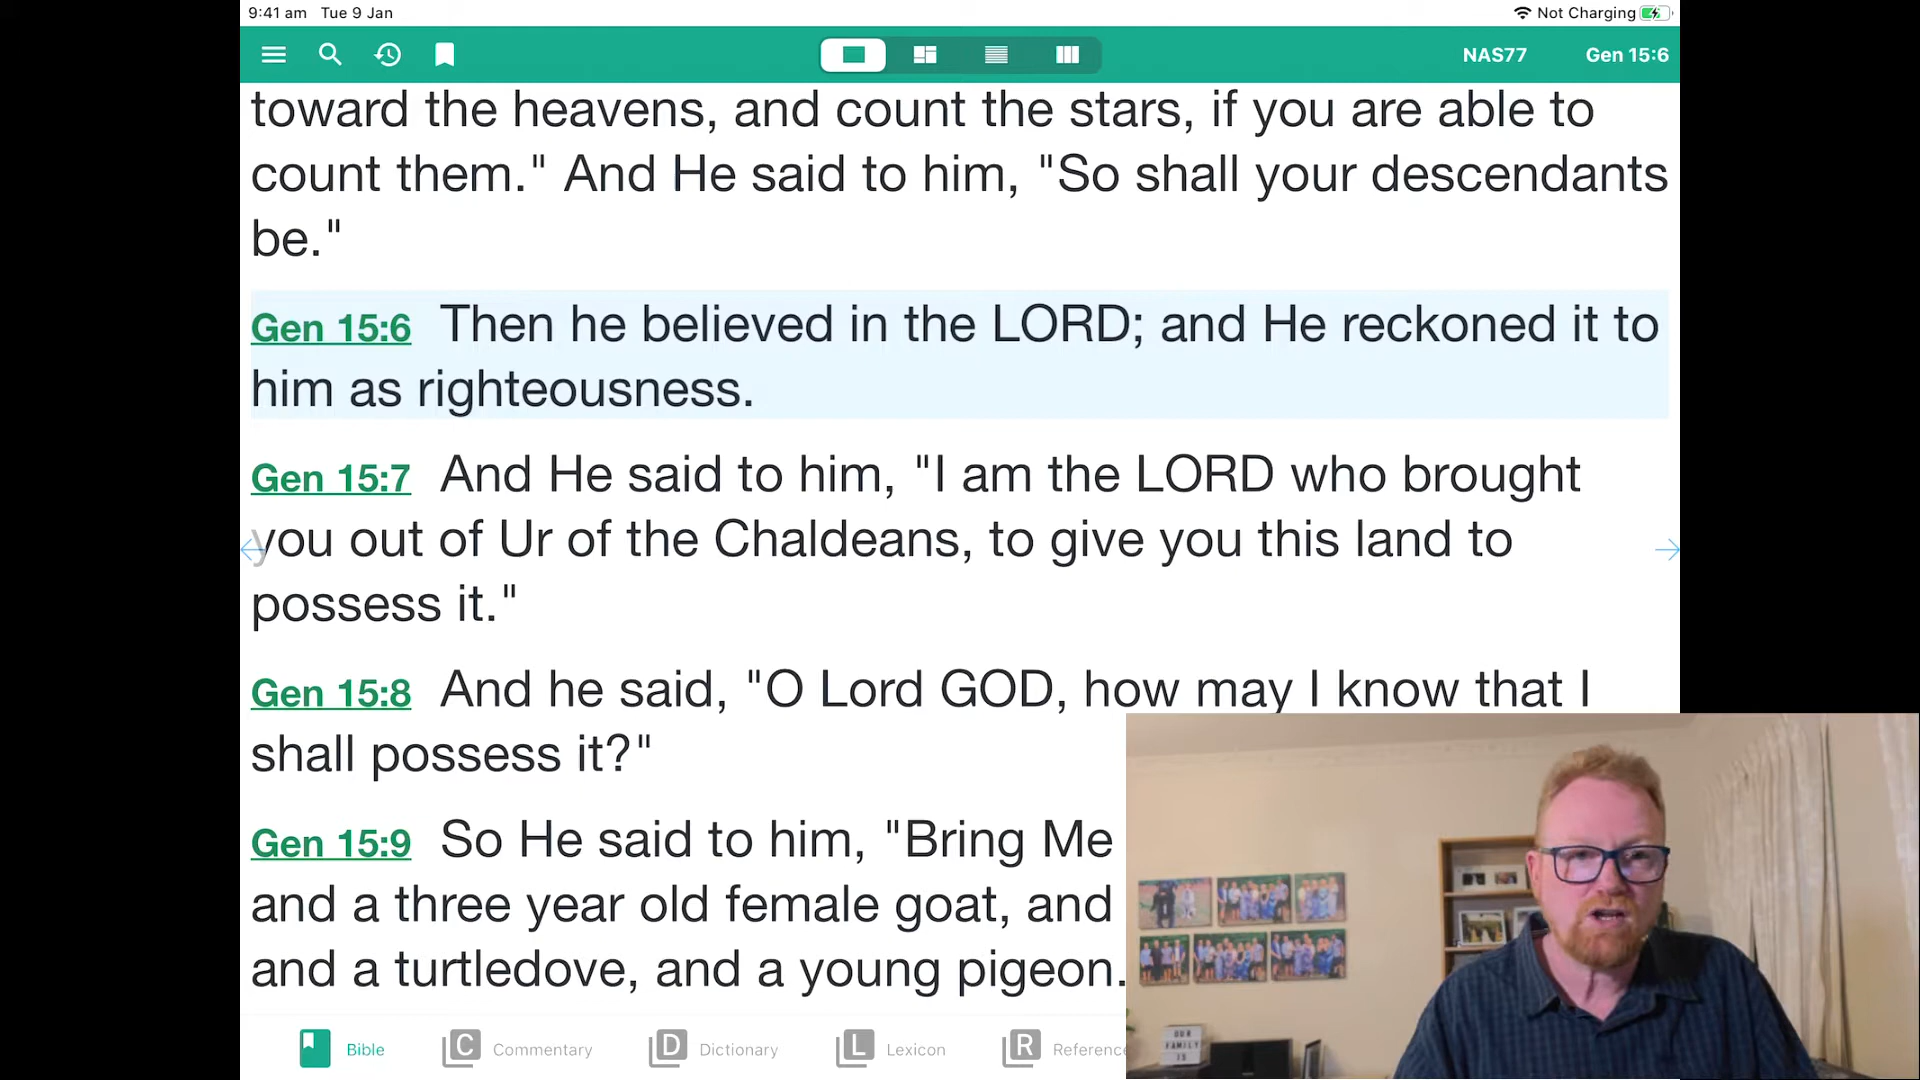 9:41 am Tue 9 Jan
Not Charging
NAS77 Gen 15:6
toward the heavens, and count the stars, if you are able to
count them." And He said to him, "So shall your descendants
be."
Gen 15:6 Then he believed in the LORD; and He reckoned it to
him as righteousness.
Gen 15:7 And He said to him, "I am the LORD who brought
you out of Ur of the Chaldeans, to give you this land to
possess it."
Gen 15:8 And he said, "O Lord GOD, how may I know that I
shall possess it?"
Gen 15:9 So He said to him, "Bring Me
and a three year old female goat, and
and a turtledove, and a young pigeon.
Bible
C Commentary
D Dictionary
L Lexicon
R Reference
OUR
FAMILY
IS